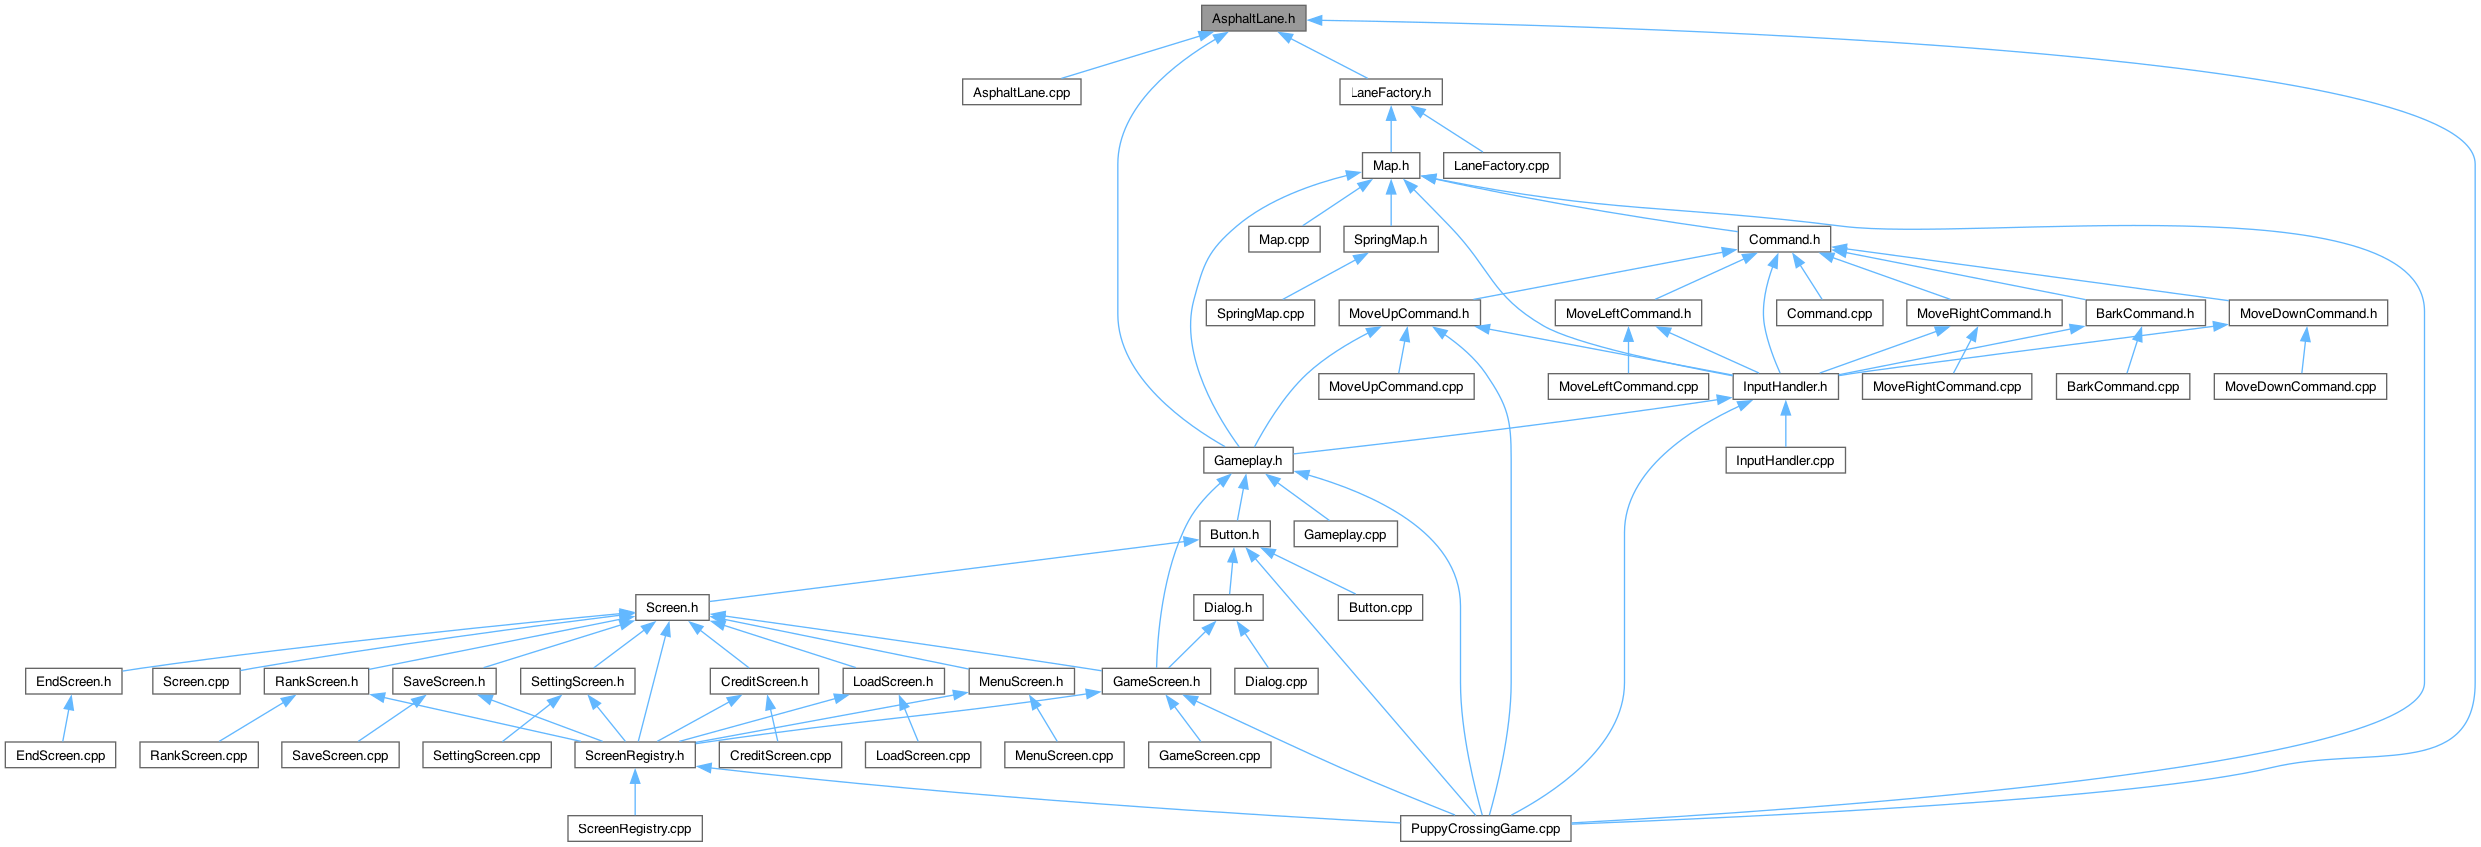 AsphaltLane.h
AsphaltLane.cpp
LaneFactory.h
Map.h
LaneFactory.cpp
Map.cpp
SpringMap.h
Command.h
SpringMap.cpp
MoveUpCommand.h
MoveLeftCommand.h
Command.cpp
MoveRightCommand.h
BarkCommand.h
MoveDownCommand.h
MoveUpCommand.cpp
MoveLeftCommand.cpp
InputHandler.h
MoveRightCommand.cpp
BarkCommand.cpp
MoveDownCommand.cpp
Gameplay.h
InputHandler.cpp
Button.h
Gameplay.cpp
Screen.h
Dialog.h
Button.cpp
EndScreen.h
Screen.cpp
RankScreen.h
SaveScreen.h
SettingScreen.h
CreditScreen.h
LoadScreen.h
MenuScreen.h
GameScreen.h
Dialog.cpp
EndScreen.cpp
RankScreen.cpp
SaveScreen.cpp
SettingScreen.cpp
ScreenRegistry.h
CreditScreen.cpp
LoadScreen.cpp
MenuScreen.cpp
GameScreen.cpp
ScreenRegistry.cpp
PuppyCrossingGame.cpp